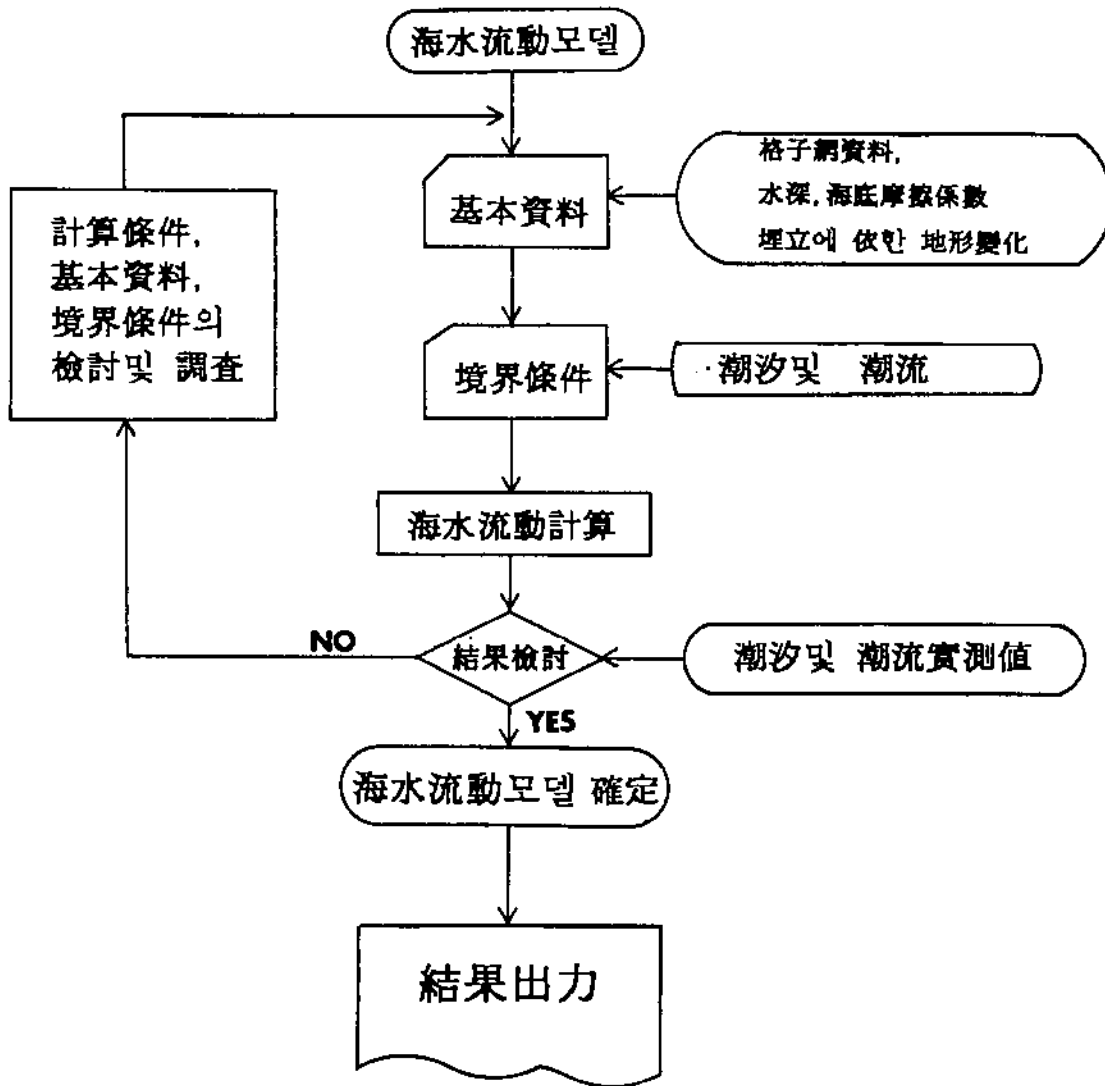 海水流動모델
格子網資料,
水深, 海底摩擦係數
埋立에 依한 地形變化
基本資料
計算條件,
基本資料,
境界條件의
檢討및 調査
境界條件
潮汐및 潮流
海水流動計算
NO
結果檢討
潮汐및 潮流實測値
YES
海水流動모델 確定
結果出力